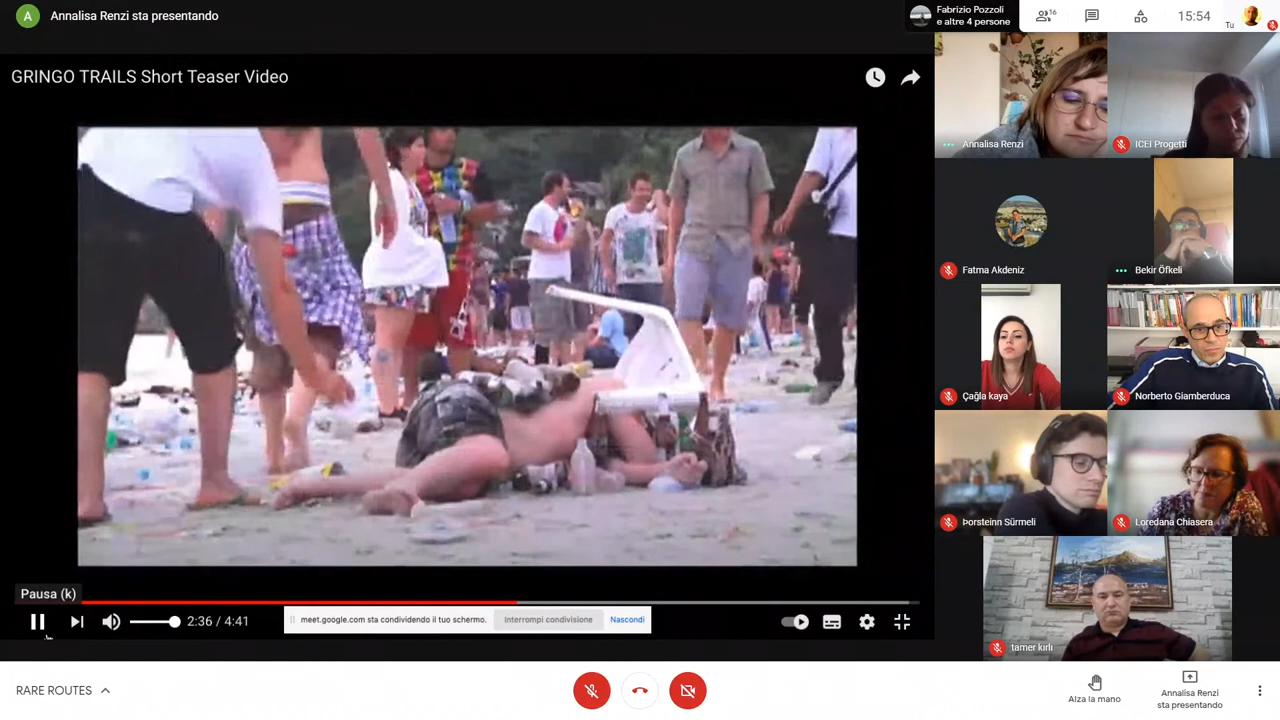 A
Annalisa Renzi sta presentando
Fabrizio Pozzoli
e altre 4 persone
16
15:54
Tu
GRINGO TRAILS Short Teaser Video
Annalisa Renzi
ICEI Progetti
Fatma Akdeniz
Bekir Öfkeli
Çağla kaya
Norberto Giamberduca
Þorsteinn Sürmeli
Loredana Chiasera
tamer kırlı
Pausa (k)
2:36 / 4:41
meet.google.com sta condividendo il tuo schermo.
Interrompi condivisione
Nascondi
RARE ROUTES
Alza la mano
Annalisa Renzi
sta presentando